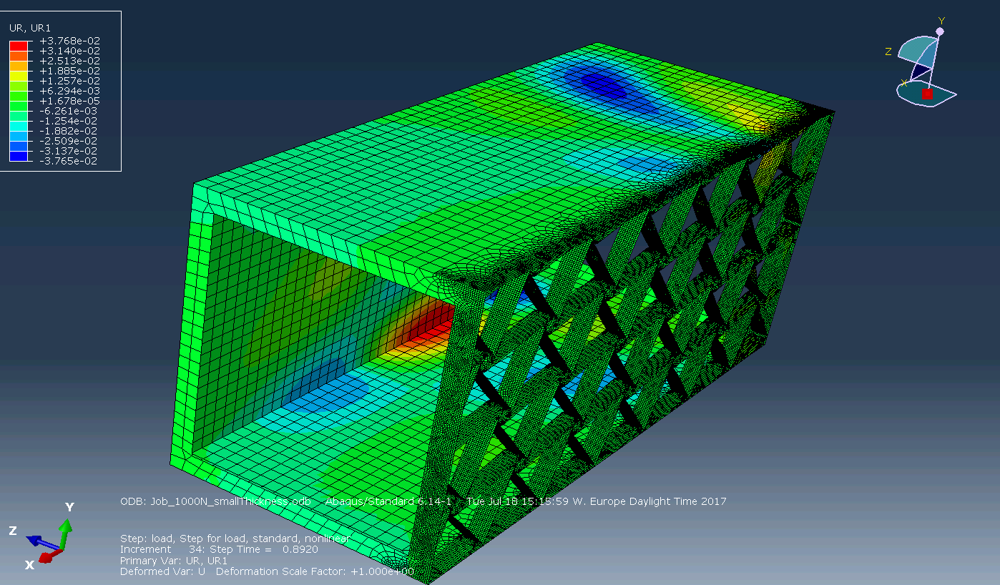 UR, UR1
+3.768e-02
+3.140e-02
+2.513e-02
+1.885e-02
+1.257e-02
+6.294e-03
+1.678e-05
-6.261e-03
-1.254e-02
-1.882e-02
-2.509e-02
-3.137e-02
-3.765e-02
Y
Z
X
Y
Z
X
ODB: Job_1000N_smallThickness.odb Abaqus/Standard 6.14-1 Tue Jul 18 15:15:59 W. Europe Daylight Time 2017
Step: load, Step for load, standard, nonlinear
Increment 34: Step Time = 0.8920
Primary Var: UR, UR1
Deformed Var: U Deformation Scale Factor: +1.000e+00